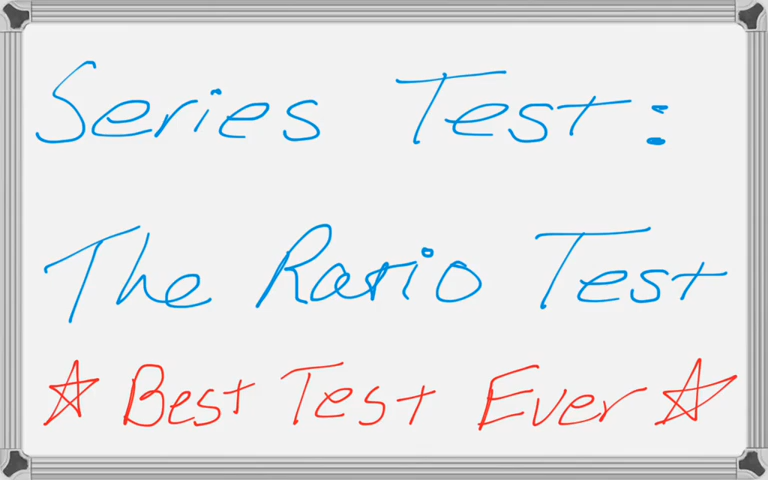 Series Test:
The Ratio Test
☆ Best Test Ever ☆